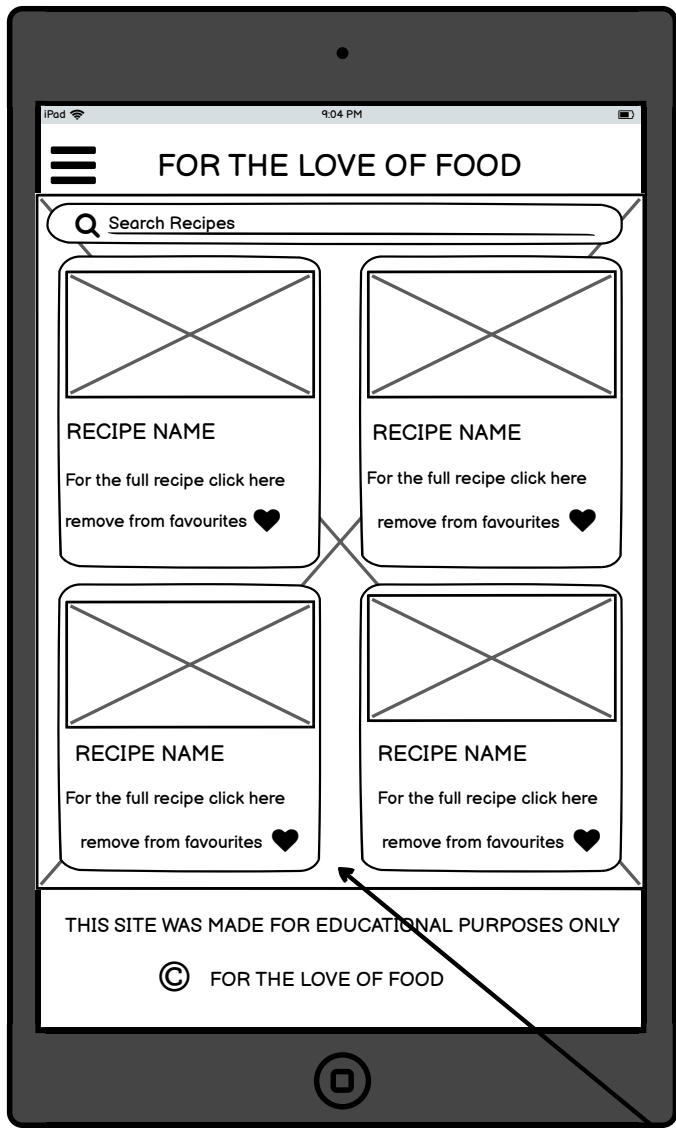 iPad 9:04 PM
FOR THE LOVE OF FOOD
Search Recipes
RECIPE NAME
For the full recipe click here
remove from favourites
RECIPE NAME
For the full recipe click here
remove from favourites
RECIPE NAME
For the full recipe click here
remove from favourites
RECIPE NAME
For the full recipe click here
remove from favourites
THIS SITE WAS MADE FOR EDUCATIONAL PURPOSES ONLY
© FOR THE LOVE OF FOOD